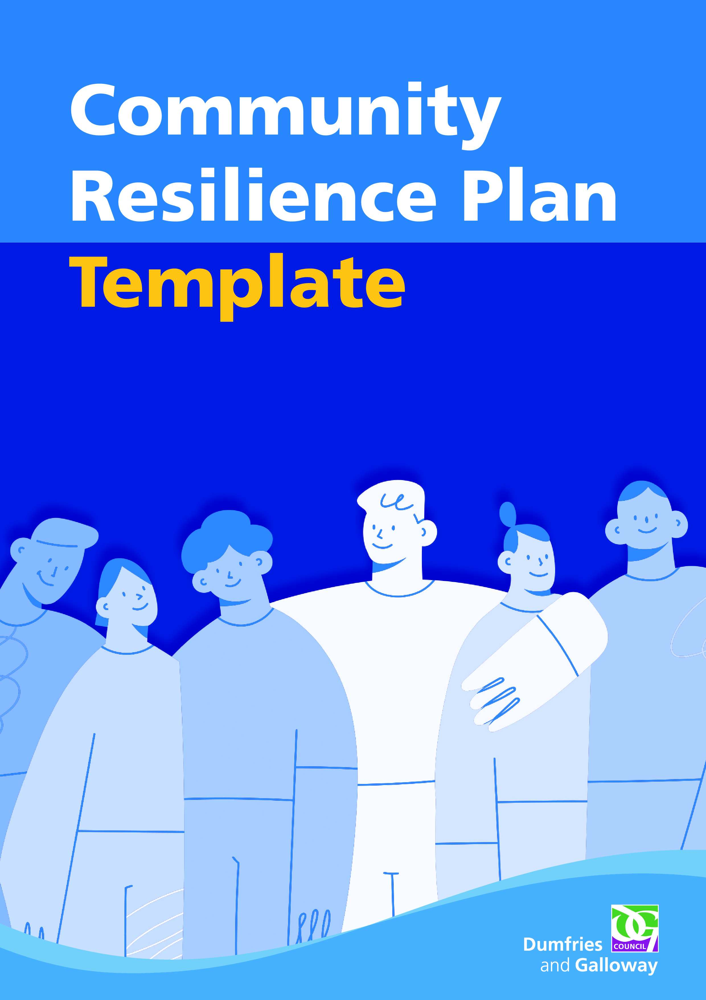 Community
Resilience Plan
Template
COUNCIL
Dumfries
and Galloway